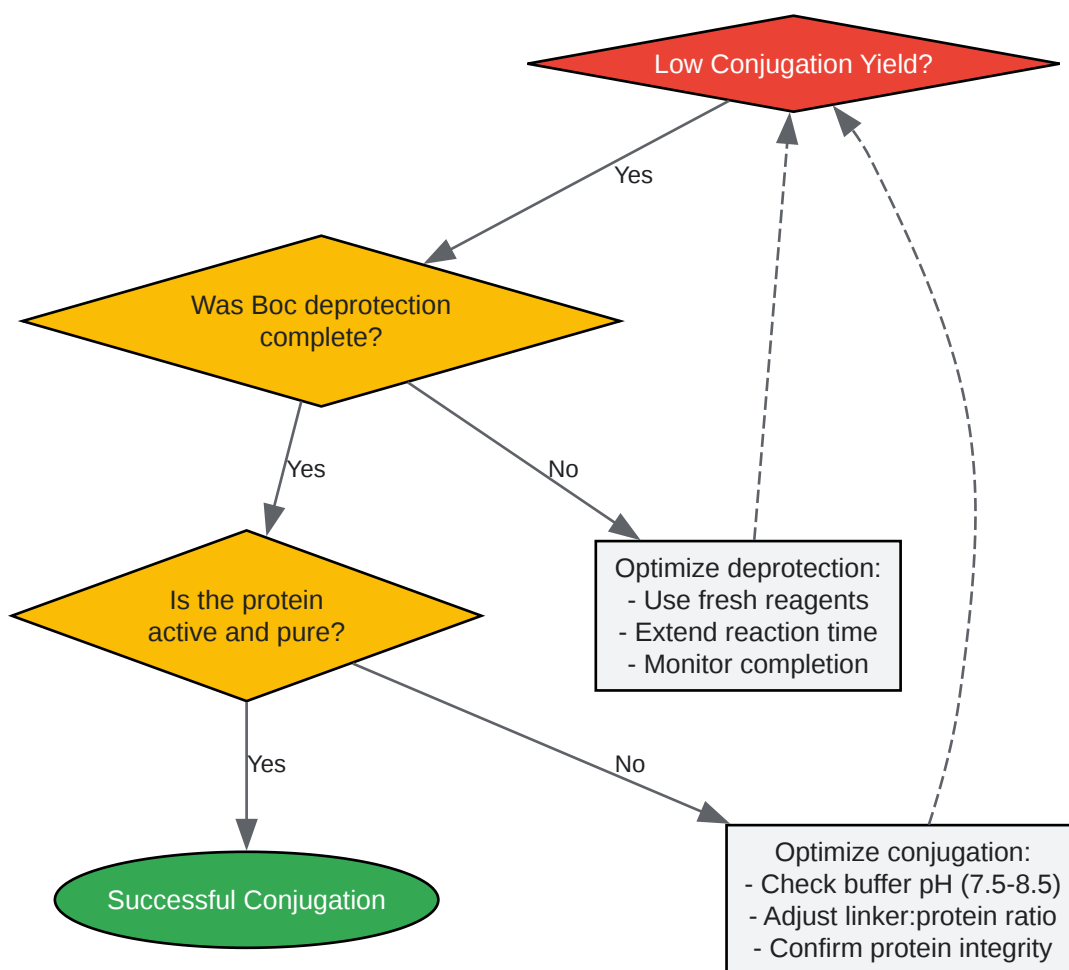 Low Conjugation Yield?
Yes
Was Boc deprotection
complete?
Yes
No
Is the protein
active and pure?
Optimize deprotection:
- Use fresh reagents
- Extend reaction time
- Monitor completion
Yes
No
Successful Conjugation
Optimize conjugation:
- Check buffer pH (7.5-8.5)
- Adjust linker:protein ratio
- Confirm protein integrity